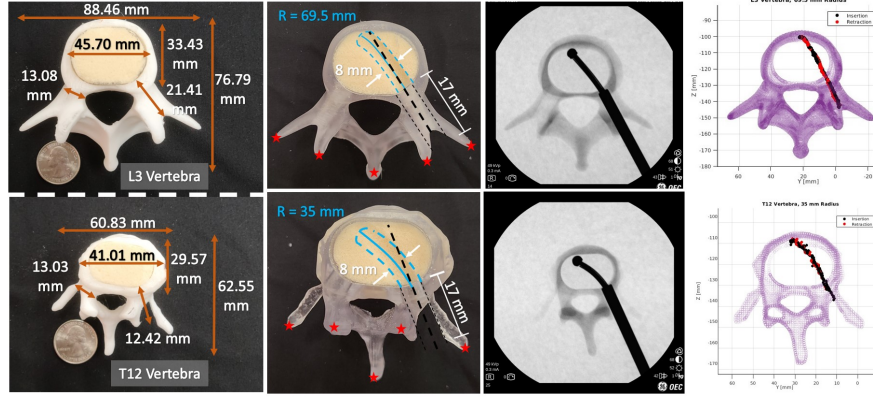 88.46 mm
45.70 mm
33.43
mm
76.79
mm
13.08
mm
21.41
mm
L3 Vertebra
R = 69.5 mm
8 mm
17 mm
GE OEC
L3 Vertebra, 69.5 mm Radius
Insertion
Retraction
-90
-100
-110
-120
-130
-140
-150
-160
-170
-180
Z [mm]
60
40
20
0
Y [mm]
60.83 mm
41.01 mm
29.57
mm
62.55
mm
13.03
mm
12.42 mm
T12 Vertebra
R = 35 mm
8 mm
17 mm
GE OEC
T12 Vertebra, 35 mm Radius
Insertion
Retraction
-100
-110
-120
-130
-140
-150
-160
-170
Z [mm]
60
50
40
30
20
10
0
-10
Y [mm]